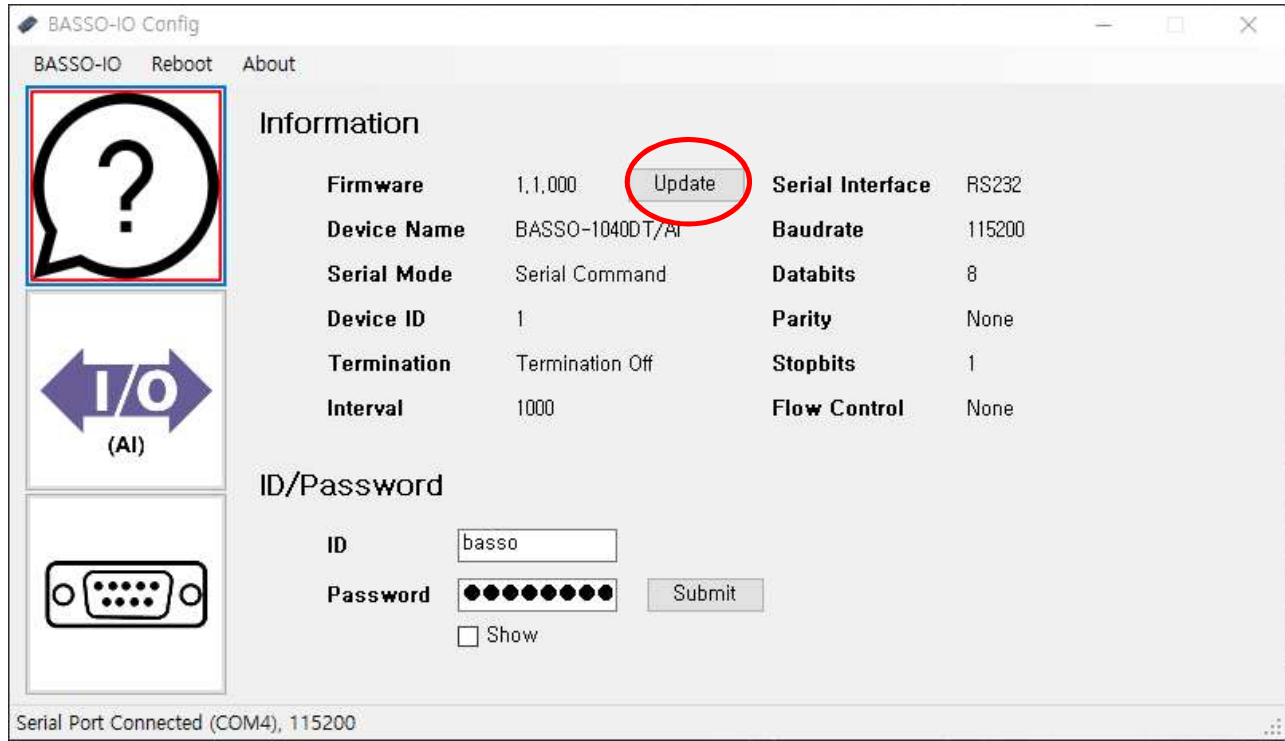 BASSO-IO Config
BASSO-IO Reboot About
?
Information
Firmware 1,1,000 Update Serial Interface RS232
Device Name BASSO-1040DT/AI Baudrate 115200
Serial Mode Serial Command Databits 8
Device ID 1 Parity None
Termination Termination Off Stopbits 1
Interval 1000 Flow Control None
I/O
(AI)
ID/Password
ID basso
Password ●●●●●●●● Submit
Show
Serial Port Connected (COM4), 115200